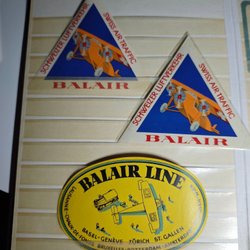 SCHWEIZER LUFTVERKEHR
SWISS AIR TRAFFIC
BALAIR
SCHWEIZER LUFTVERKEHR
SWISS AIR TRAFFIC
BALAIR
BALAIR LINE
BASEL-GENÈVE ZÜRICH ST. GALLEN